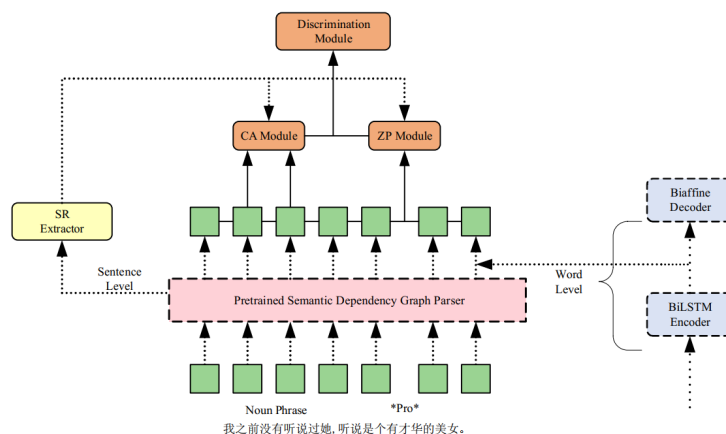 Discrimination
Module
CA Module
ZP Module
SR
Extractor
Biaffine
Decoder
Sentence
Level
Word
Level
Pretrained Semantic Dependency Graph Parser
BiLSTM
Encoder
Noun Phrase
*Pro*
我之前没有听说过她, 听说是个有才华的美女。